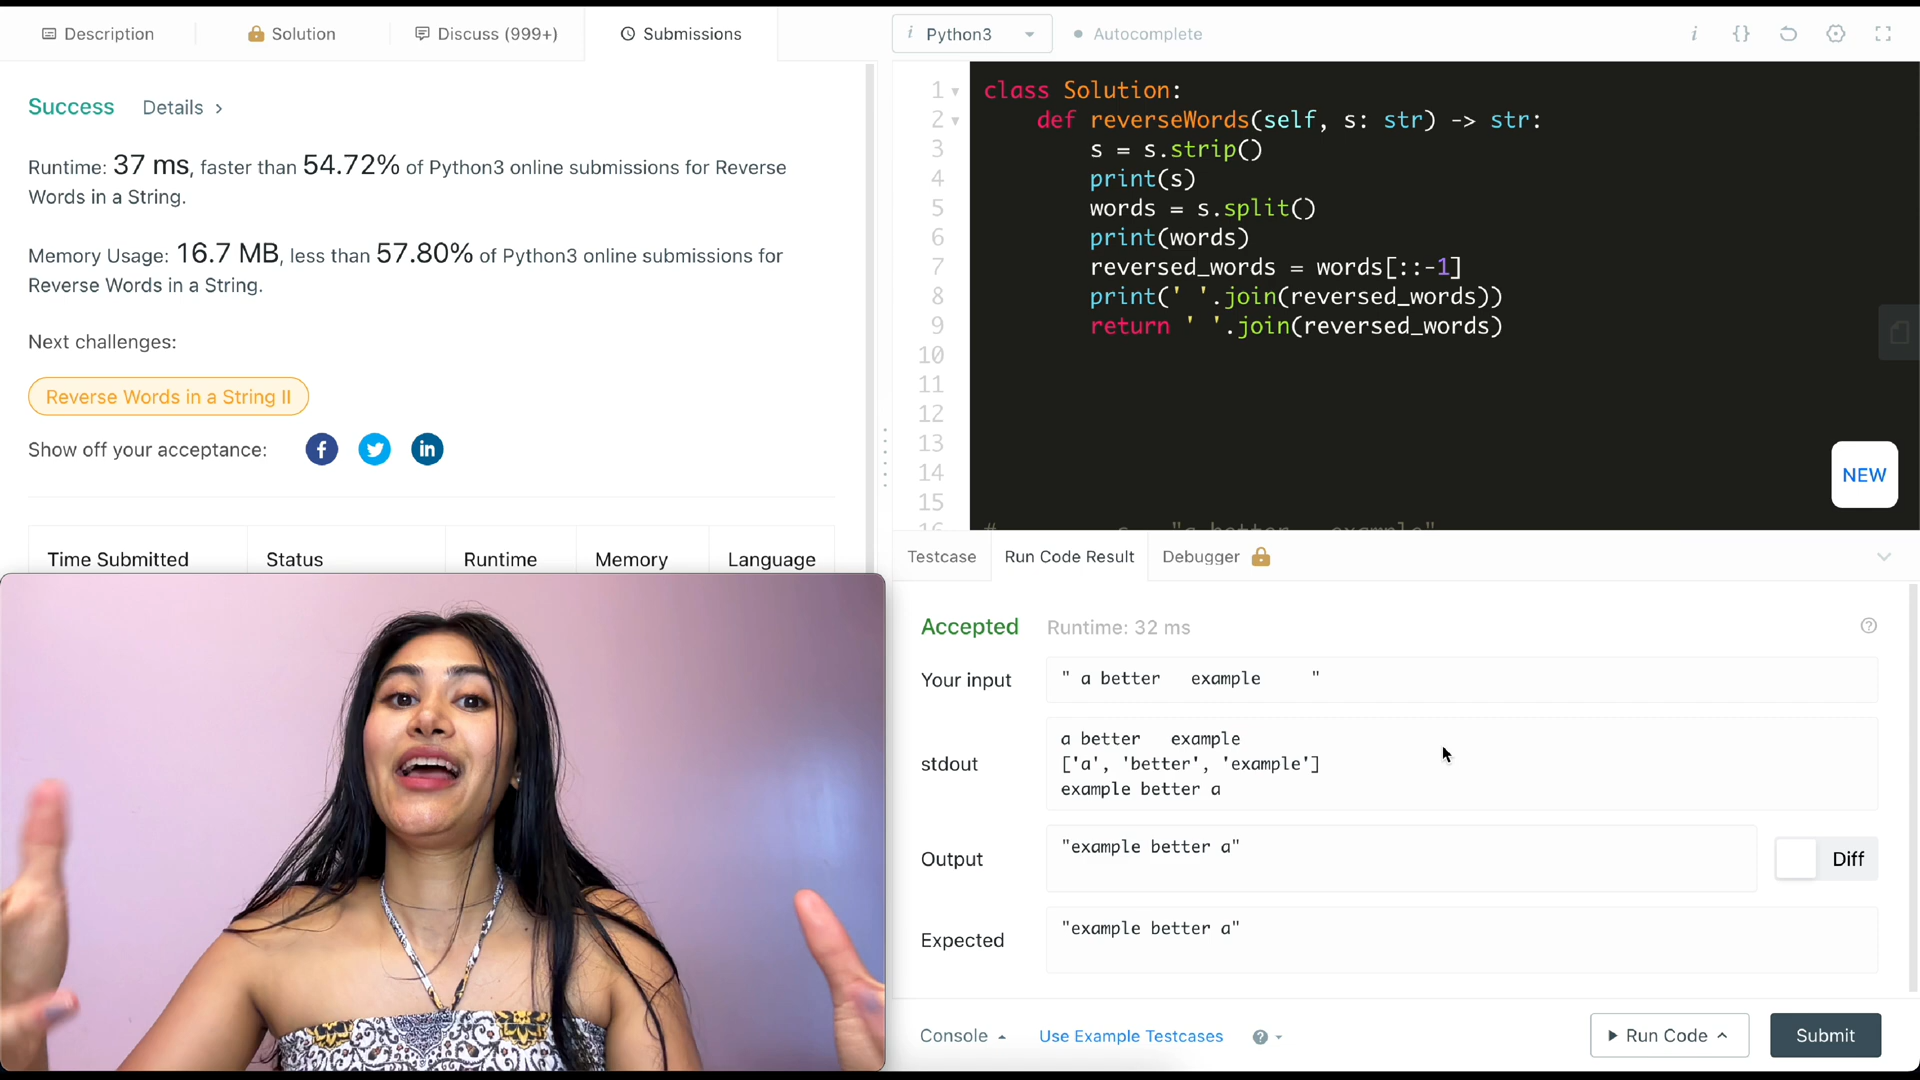 Description
Solution
Discuss (999+)
Submissions
Success
Details >
Runtime: 37 ms, faster than 54.72% of Python3 online submissions for Reverse
Words in a String.
Memory Usage: 16.7 MB, less than 57.80% of Python3 online submissions for
Reverse Words in a String.
Next challenges:
Reverse Words in a String II
Show off your acceptance:
Time Submitted Status Runtime Memory Language
i Python3
Autocomplete
i {}
1 class Solution:
2 def reverseWords(self, s: str) -> str:
3 s = s.strip()
4 print(s)
5 words = s.split()
6 print(words)
7 reversed_words = words[::-1]
8 print(' '.join(reversed_words))
9 return ' '.join(reversed_words)
10
11
12
13
14
15
16 # s "a better example"
NEW
Testcase
Run Code Result
Debugger
Accepted Runtime: 32 ms
Your input " a better   example     "
stdout
a better   example
['a', 'better', 'example']
example better a
Output "example better a"
Diff
Expected "example better a"
Console
Use Example Testcases
Run Code
Submit